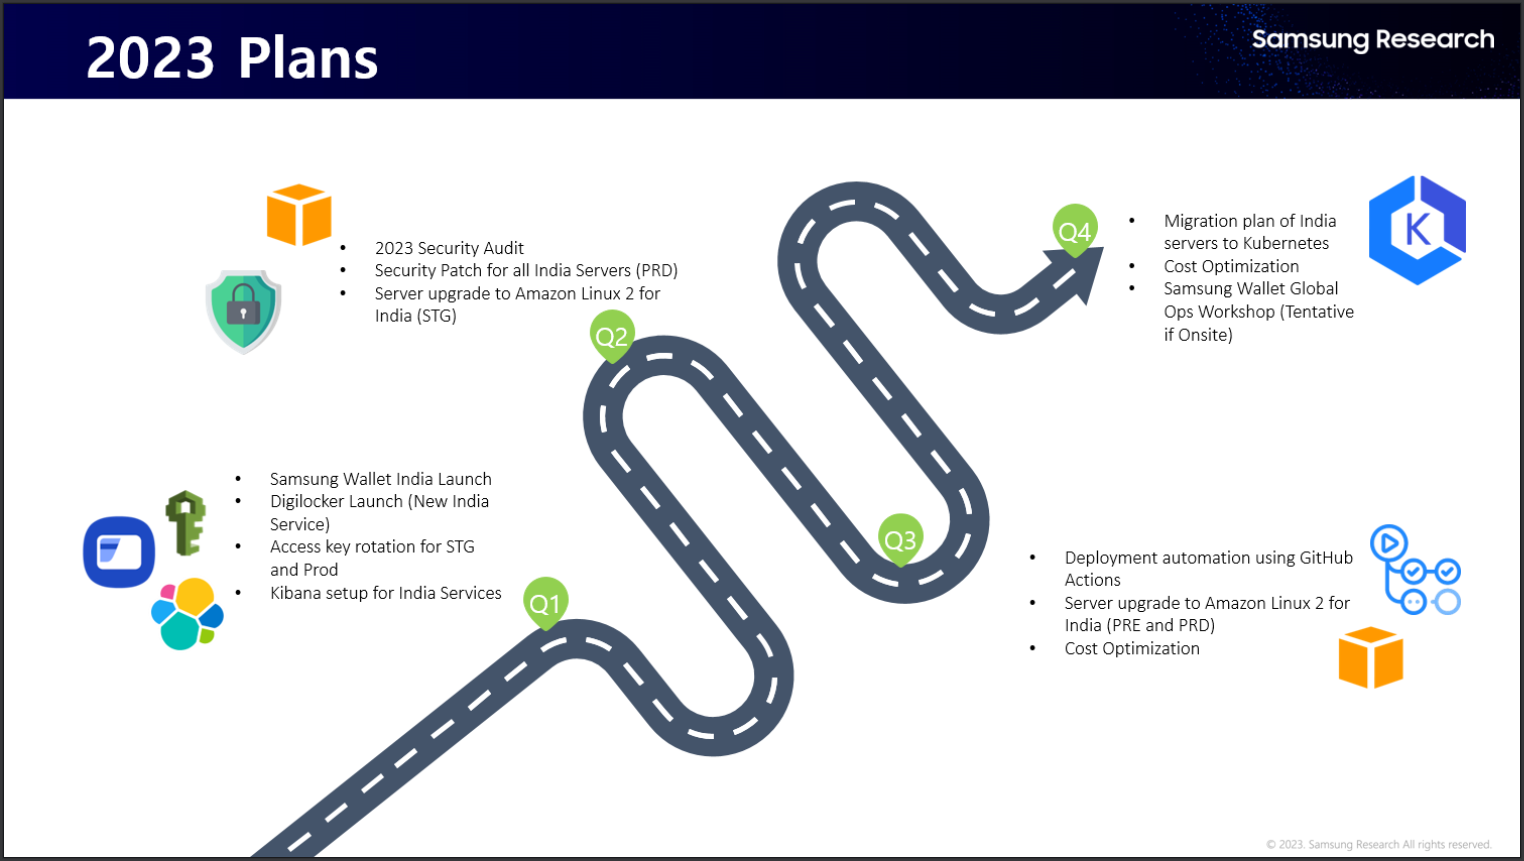 2023 Plans
Samsung Research
• 2023 Security Audit
• Security Patch for all India Servers (PRD)
• Server upgrade to Amazon Linux 2 for
India (STG)
Q2
Q4
• Migration plan of India
servers to Kubernetes
• Cost Optimization
• Samsung Wallet Global
Ops Workshop (Tentative
if Onsite)
K
• Samsung Wallet India Launch
• Digilocker Launch (New India
Service)
• Access key rotation for STG
and Prod
• Kibana setup for India Services
Q1
Q3
• Deployment automation using GitHub
Actions
• Server upgrade to Amazon Linux 2 for
India (PRE and PRD)
• Cost Optimization
© 2023. Samsung Research All rights reserved.